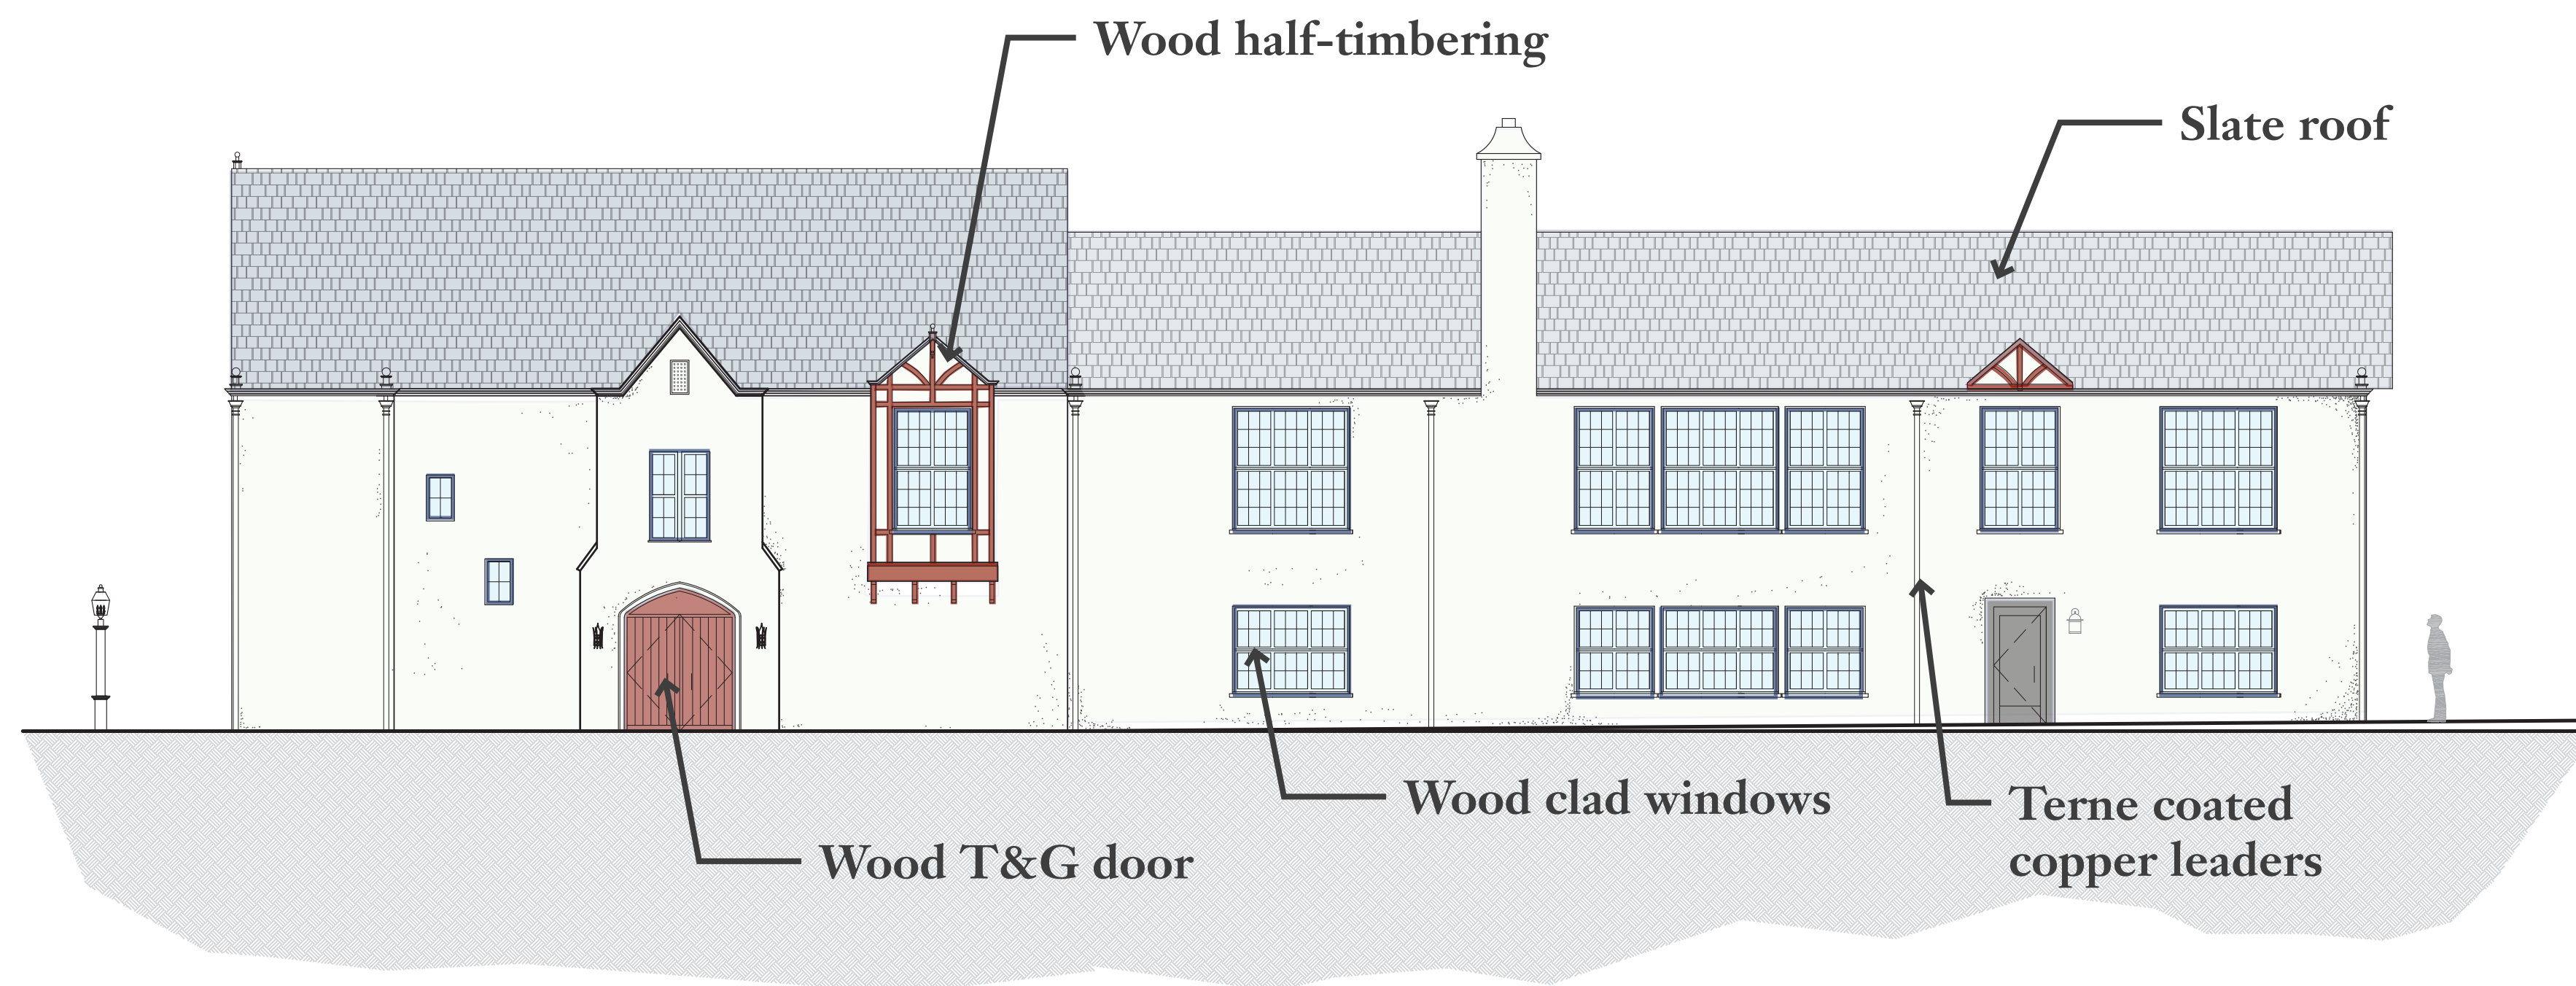 Wood half-timbering
Slate roof
Wood clad windows
Terne coated
copper leaders
Wood T&G door